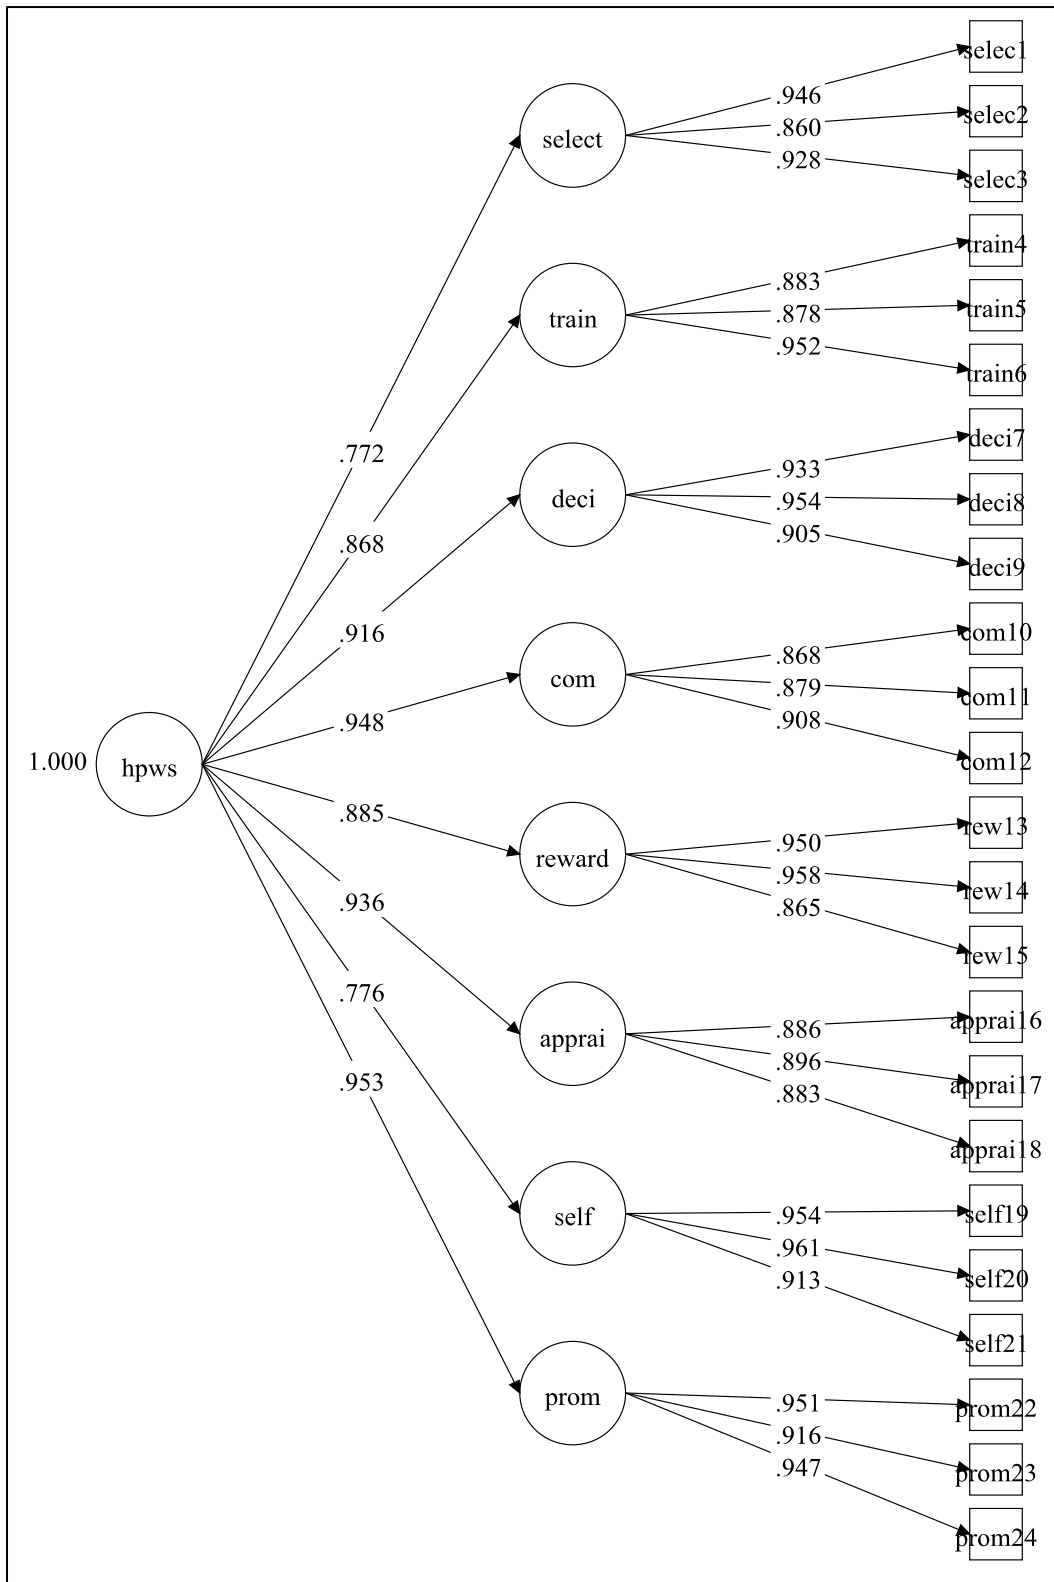 selec1
.946
selec2
.860
select
.928
selec3
train4
.883
train5
.878
train
.952
train6
deci7
.772
.933
deci8
.954
deci
.905
.868
deci9
com10
.916
.868
com
.879
com11
.908
.948
com12
1.000
hpws
.885
rew13
.950
reward
.958
rew14
.865
.936
rew15
.776
apprai16
.886
apprai
.896
apprai17
.953
.883
apprai18
self
.954
self19
.961
self20
.913
self21
prom
.951
prom22
.916
prom23
.947
prom24